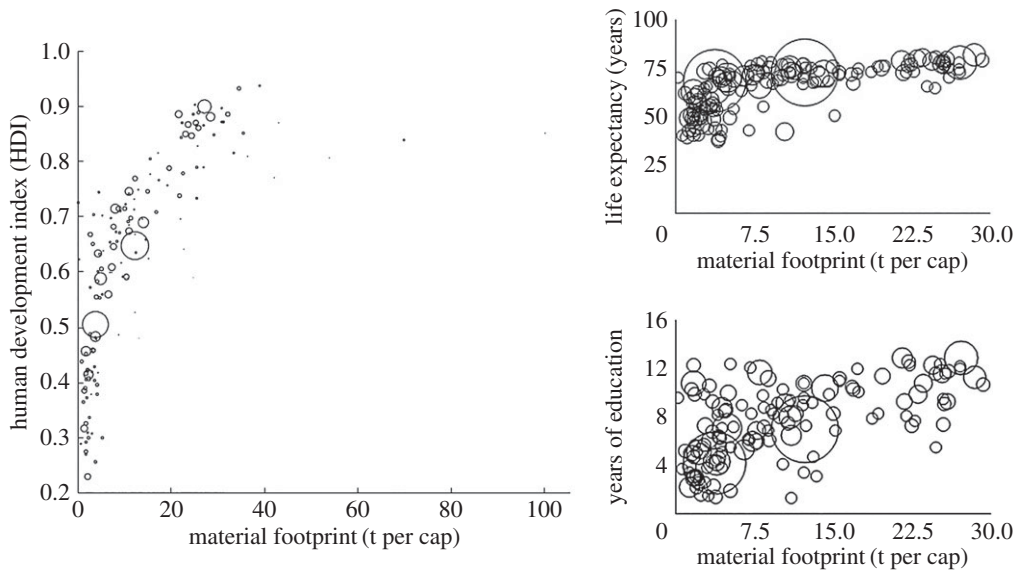 human development index (HDI)
1.0
0.9
0.8
0.7
0.6
0.5
0.4
0.3
0.2
0 20 40 60 80 100
material footprint (t per cap)
life expectancy (years)
100
75
50
25
0 7.5 15.0 22.5 30.0
material footprint (t per cap)
years of education
16
12
8
4
0 7.5 15.0 22.5 30.0
material footprint (t per cap)